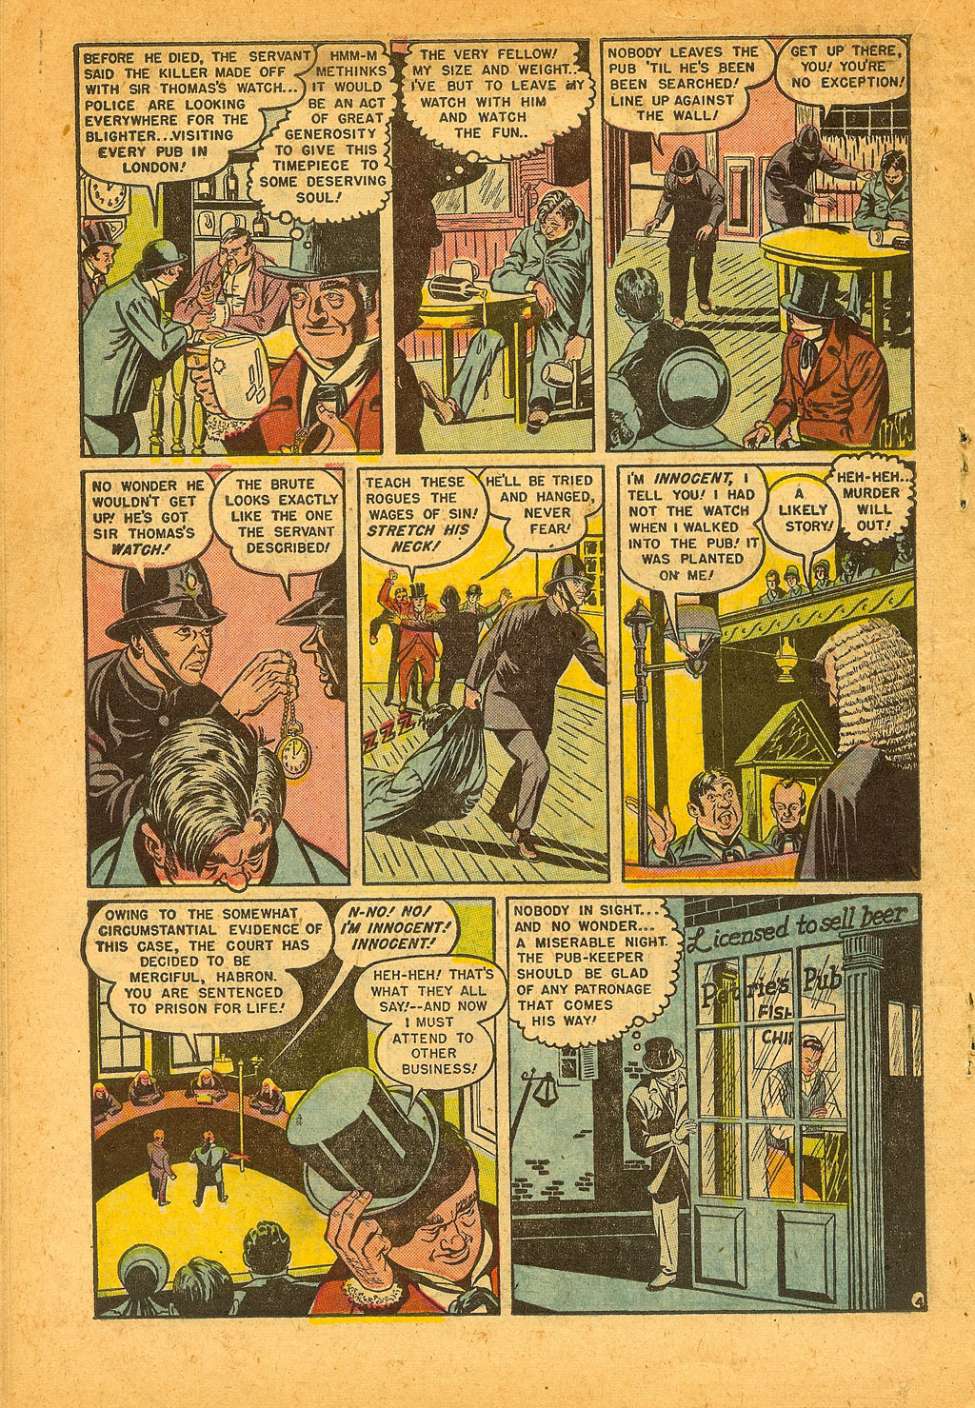 BEFORE HE DIED, THE SERVANT
SAID THE KILLER MADE OFF
WITH SIR THOMAS'S WATCH...
POLICE ARE LOOKING
EVERYWHERE FOR THE
BLIGHTER...VISITING
EVERY PUB IN
LONDON!
HMM-M
METHINKS
IT WOULD
BE AN ACT
OF GREAT
GENEROSITY
TO GIVE THIS
TIMEPIECE TO
SOME DESERVING
SOUL!
THE VERY FELLOW!
MY SIZE AND WEIGHT..
I'VE BUT TO LEAVE MY
WATCH WITH HIM
AND WATCH
THE FUN..
NOBODY LEAVES THE
PUB 'TIL HE'S BEEN
BEEN SEARCHED!
LINE UP AGAINST
THE WALL!
GET UP THERE,
YOU! YOU'RE
NO EXCEPTION!
NO WONDER HE
WOULDN'T GET
UP! HE'S GOT
SIR THOMAS'S
WATCH!
THE BRUTE
LOOKS EXACTLY
LIKE THE ONE
THE SERVANT
DESCRIBED!
TEACH THESE
ROGUES THE
WAGES OF SIN!
STRETCH HIS
NECK!
HE'LL BE TRIED
AND HANGED,
NEVER
FEAR!
ZZZ
I'M INNOCENT, I
TELL YOU! I HAD
NOT THE WATCH
WHEN I WALKED
INTO THE PUB! IT
WAS PLANTED
ON ME!
A
LIKELY
STORY!
HEH-HEH...
MURDER
WILL
OUT!
OWING TO THE SOMEWHAT
CIRCUMSTANTIAL EVIDENCE OF
THIS CASE, THE COURT HAS
DECIDED TO BE
MERCIFUL, HABRON.
YOU ARE SENTENCED
TO PRISON FOR LIFE!
N-NO! NO!
I'M INNOCENT!
INNOCENT!
HEH-HEH! THAT'S
WHAT THEY ALL
SAY!--AND NOW
I MUST
ATTEND TO
OTHER
BUSINESS!
NOBODY IN SIGHT...
AND NO WONDER...
A MISERABLE NIGHT.
THE PUB-KEEPER
SHOULD BE GLAD
OF ANY PATRONAGE
THAT COMES
HIS WAY!
Licensed to sell beer
Pub
FISH
CHIP
4